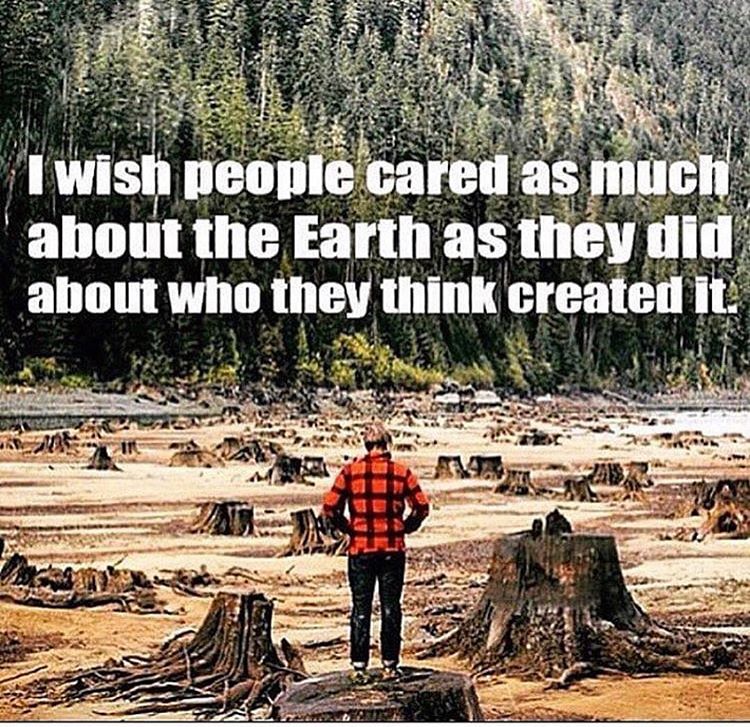 I wish people cared as much
about the Earth as they did
about who they think created it.